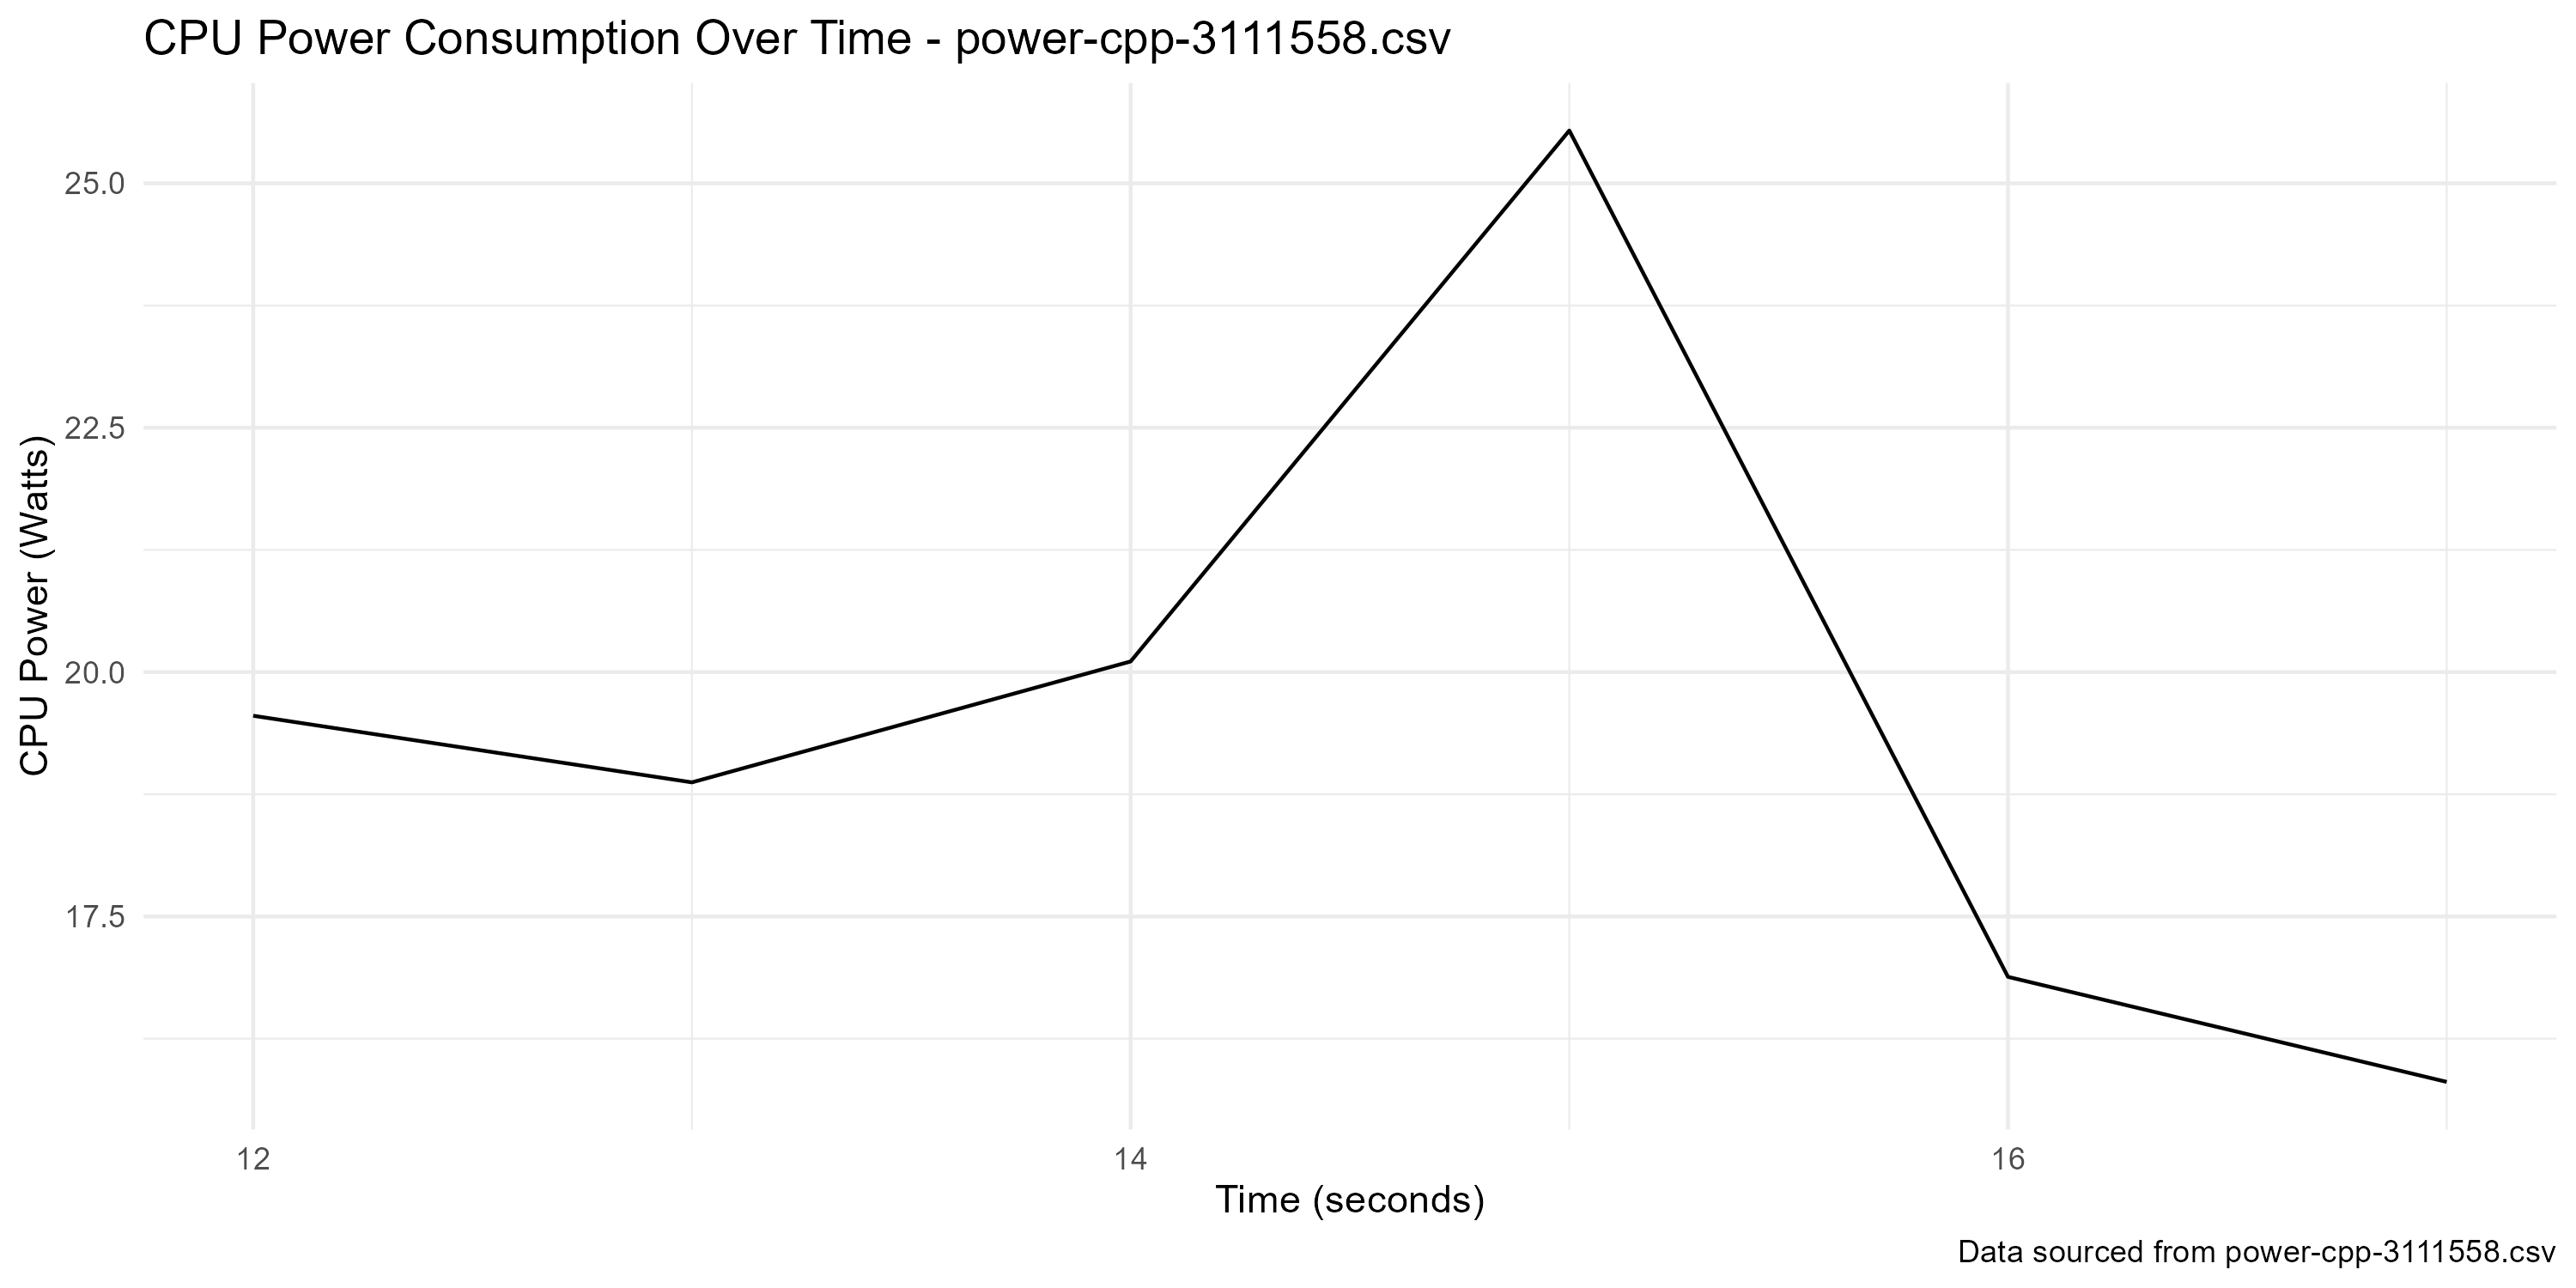 CPU Power Consumption Over Time - power-cpp-3111558.csv
CPU Power (Watts)
25.0
22.5
20.0
17.5
12
14
16
Time (seconds)
Data sourced from power-cpp-3111558.csv